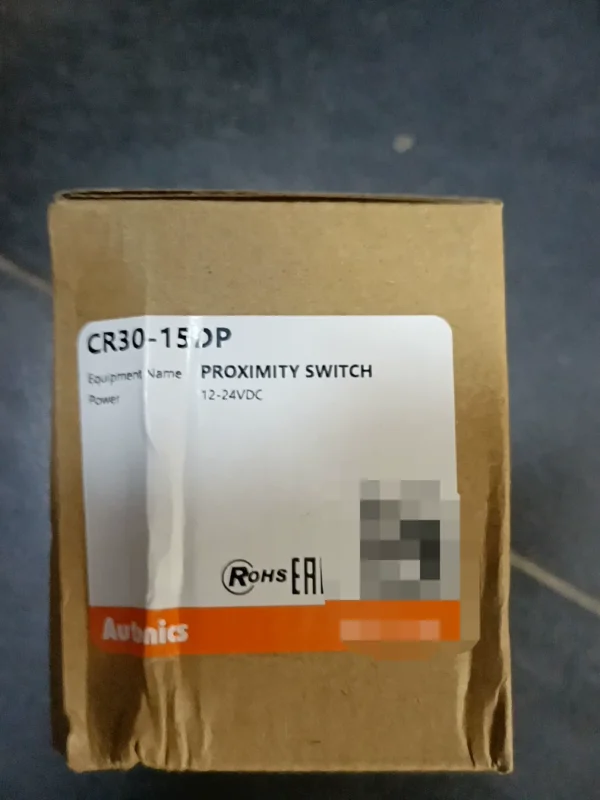 CR30-15DP
Equipment Name PROXIMITY SWITCH
Power 12-24VDC
RoHS EAC
Autonics